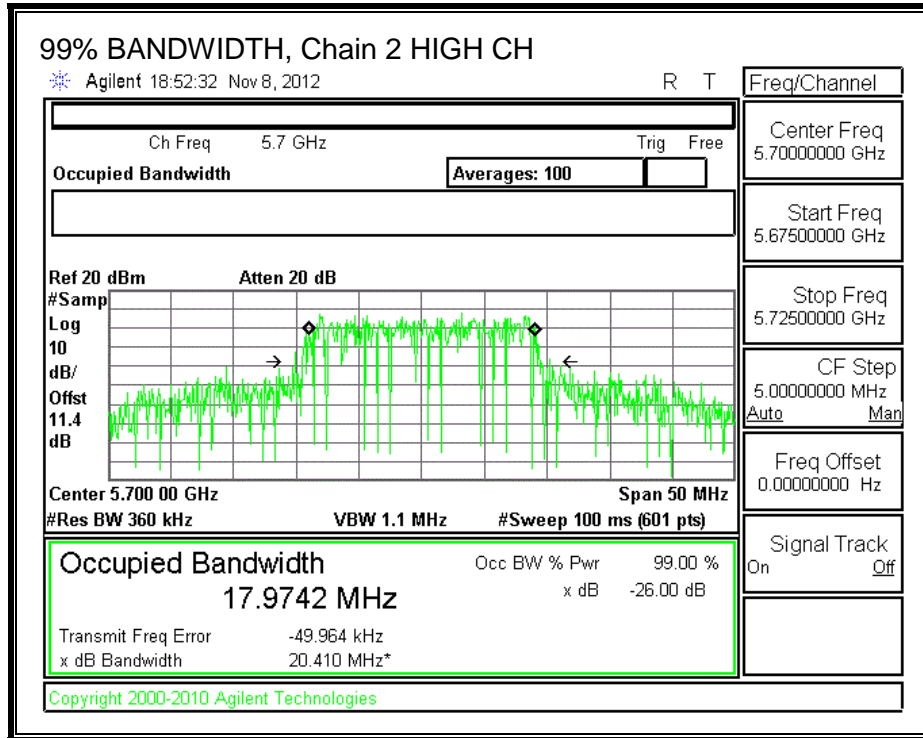 99% BANDWIDTH, Chain 2 HIGH CH
Agilent 18:52:32 Nov 8, 2012 R T
Freq/Channel
Ch Freq 5.7 GHz Trig Free
Occupied Bandwidth Averages: 100
Center Freq
5.70000000 GHz
Start Freq
5.67500000 GHz
Stop Freq
5.72500000 GHz
CF Step
5.00000000 MHz
Auto Man
Freq Offset
0.00000000 Hz
Signal Track
On Off
Ref 20 dBm Atten 20 dB
#Samp
Log
10
dB/
Offst
11.4
dB
Center 5.700 00 GHz Span 50 MHz
#Res BW 360 kHz VBW 1.1 MHz #Sweep 100 ms (601 pts)
Occupied Bandwidth Occ BW % Pwr 99.00 %
17.9742 MHz x dB -26.00 dB
Transmit Freq Error -49.964 kHz
x dB Bandwidth 20.410 MHz*
Copyright 2000-2010 Agilent Technologies